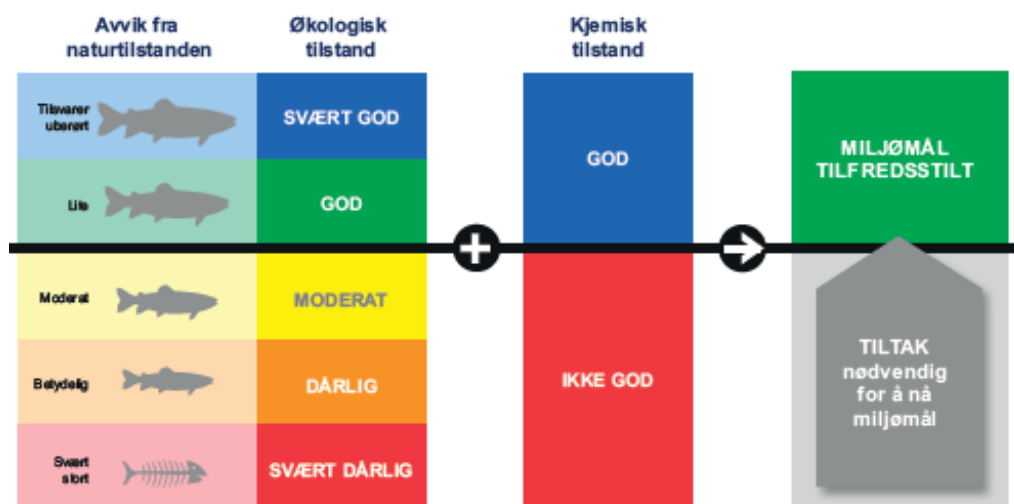 Avvik fra
naturtilstanden
Økologisk
tilstand
Kjemisk
tilstand
Tilsvarer
uberørt
SVÆRT GOD
GOD
MILJØMÅL
TILFREDSSTILT
Lite
GOD
Moderat
MODERAT
Betydelig
DÅRLIG
IKKE GOD
TILTAK
nødvendig
for å nå
miljømål
Svært
stort
SVÆRT DÅRLIG